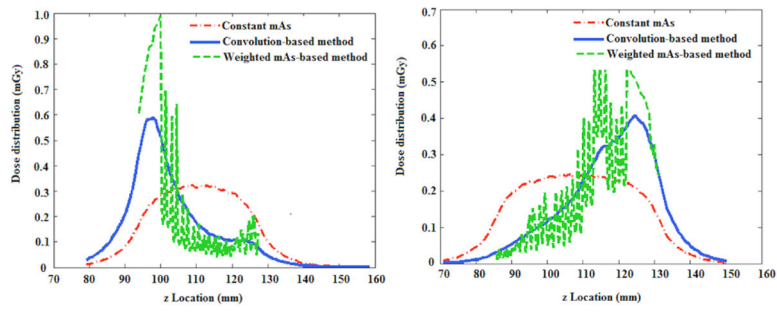 1.0
0.9
0.8
0.7
0.6
0.5
0.4
0.3
0.2
0.1
0
Dose distribution (mGy)
Constant mAs
Convolution-based method
Weighted mAs-based method
70 80 90 100 110 120 130 140 150 160
z Location (mm)
0.7
0.6
0.5
0.4
0.3
0.2
0.1
0
Dose distribution (mGy)
Constant mAs
Convolution-based method
Weighted mAs-based method
70 80 90 100 110 120 130 140 150 160
z Location (mm)